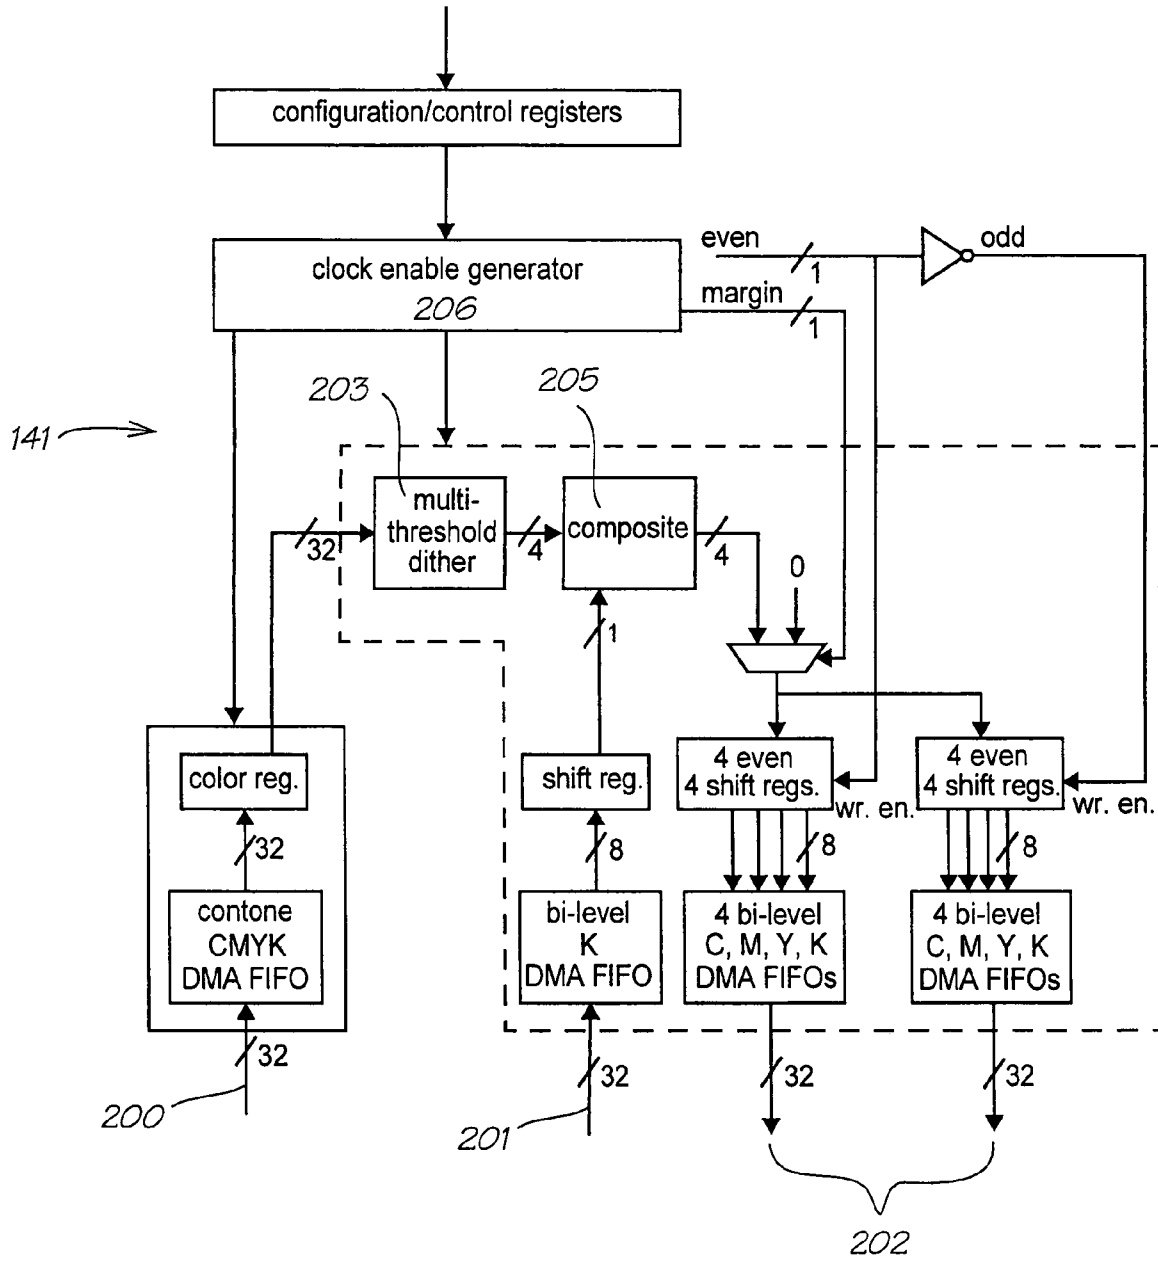 configuration/control registers
clock enable generator
206
even
1
odd
margin
1
203
205
141
multi-
threshold
dither
32
4
composite
4
0
1
color reg.
shift reg.
4 even
4 shift regs.
wr. en.
4 even
4 shift regs.
wr. en.
32
8
8
8
contone
CMYK
DMA FIFO
bi-level
K
DMA FIFO
4 bi-level
C, M, Y, K
DMA FIFOs
4 bi-level
C, M, Y, K
DMA FIFOs
32
32
32
32
200
201
202